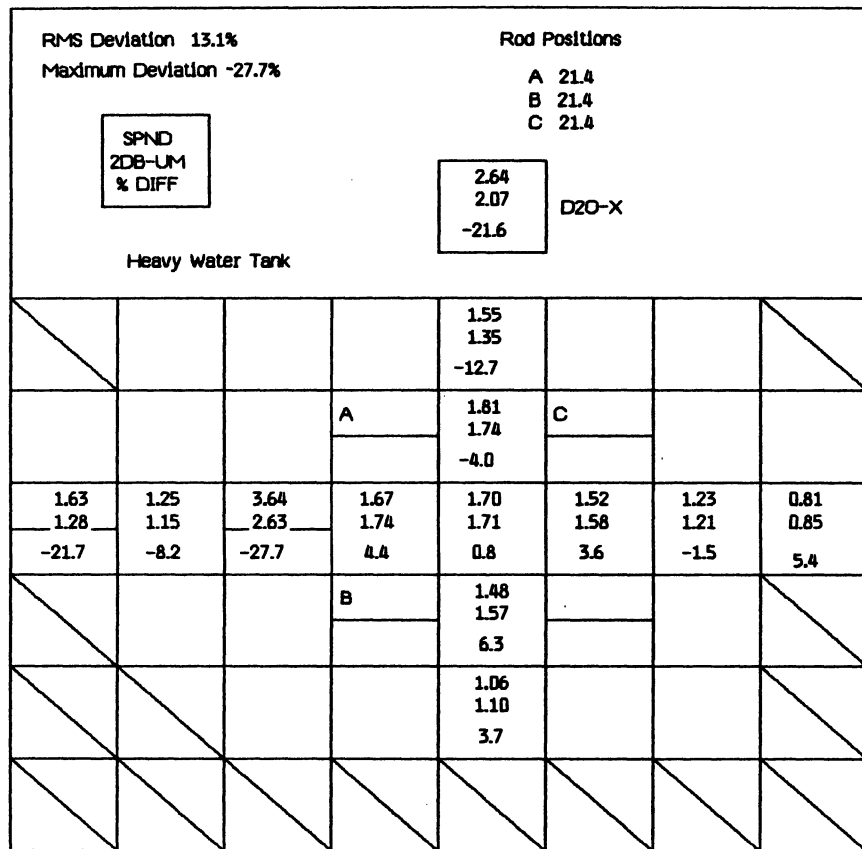 RMS Deviation 13.1%
Maximum Deviation -27.7%
Rod Positions
A 21.4
B 21.4
C 21.4
SPND
2DB-UM
% DIFF
2.64
2.07
-21.6
D2O-X
Heavy Water Tank
1.55
1.35
-12.7
A
1.81
1.74
-4.0
C
1.63 1.25 3.64 1.67 1.70 1.52 1.23 0.81
1.28 1.15 2.63 1.74 1.71 1.58 1.21 0.85
-21.7 -8.2 -27.7 4.4 0.8 3.6 -1.5 5.4
B
1.48
1.57
6.3
1.06
1.10
3.7